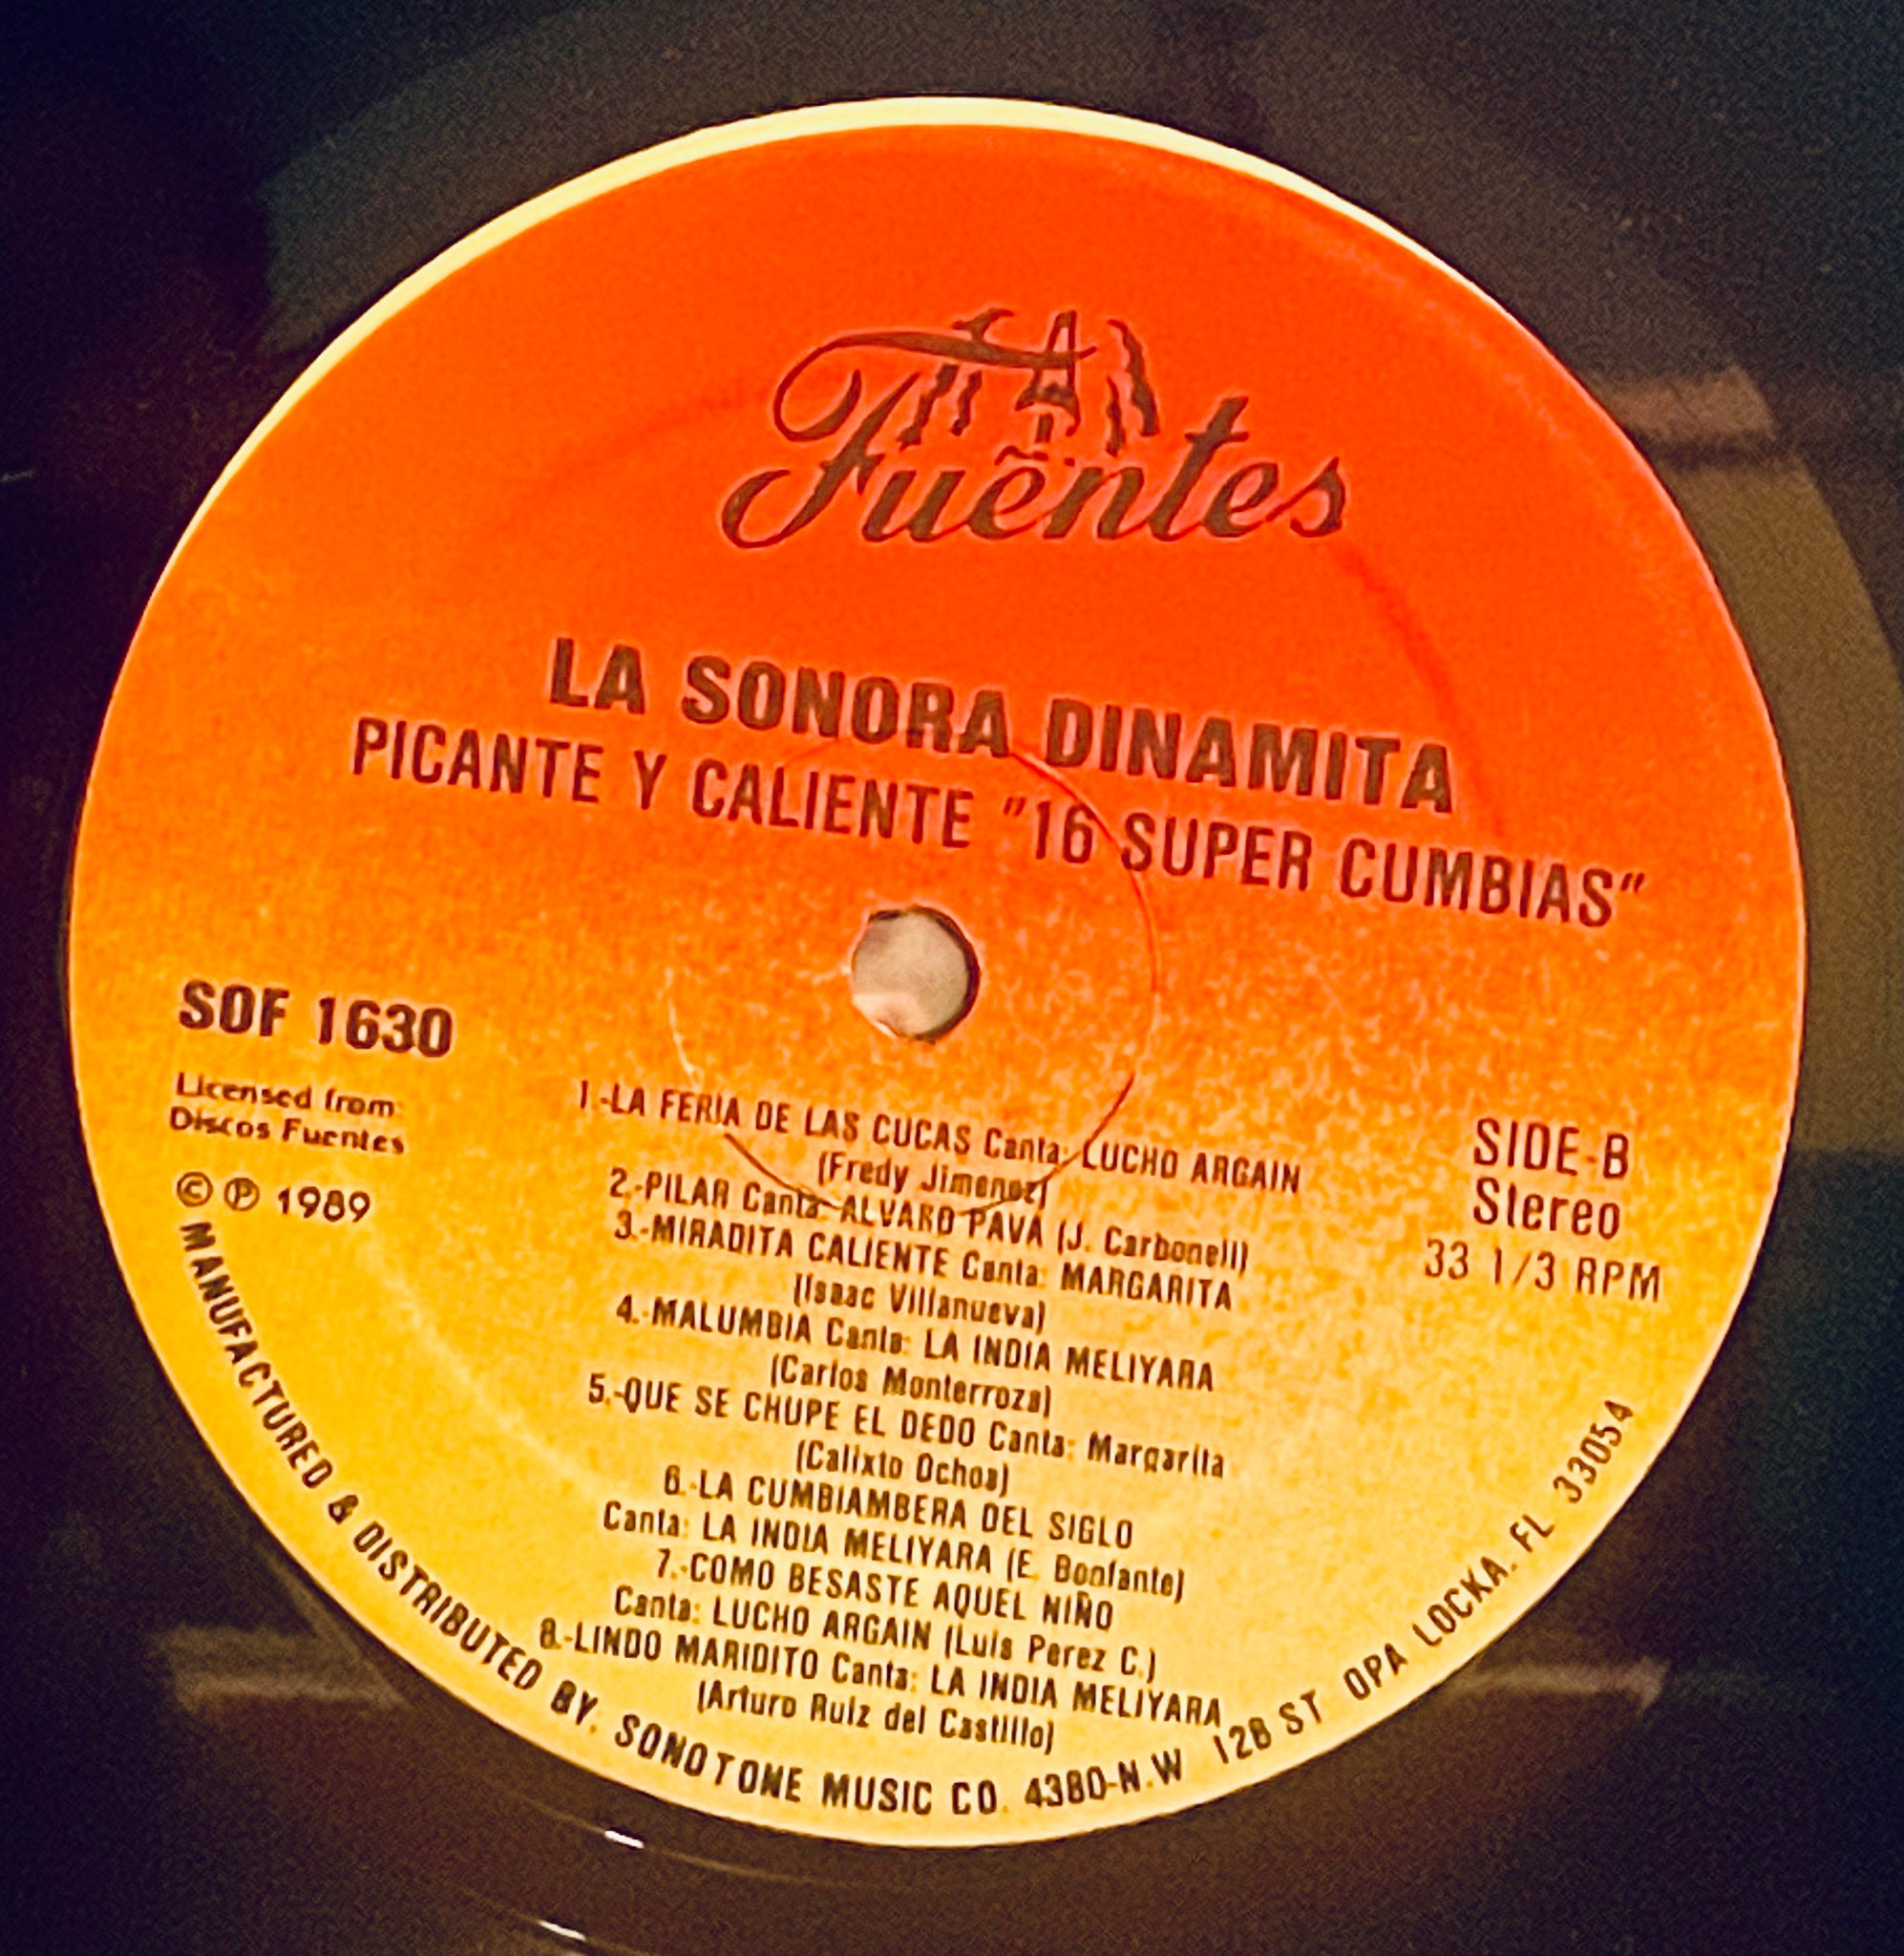 Fuentes
LA SONORA DINAMITA
PICANTE Y CALIENTE "16 SUPER CUMBIAS"
SOF 1630
Licensed from:
Discos Fuentes
© ℗ 1989
SIDE-B
Stereo
33 1/3 RPM
1.-LA FERIA DE LAS CUCAS Canta: LUCHO ARGAIN
(Fredy Jimenez)
2.-PILAR Canta: ALVARO PAVA (J. Carbonell)
3.-MIRADITA CALIENTE Canta: MARGARITA
(Isaac Villanueva)
4.-MALUMBIA Canta: LA INDIA MELIYARA
(Carlos Monterroza)
5.-QUE SE CHUPE EL DEDO Canta: Margarita
(Calixto Ochoa)
6.-LA CUMBIAMBERA DEL SIGLO
Canta: LA INDIA MELIYARA (E. Bonfante)
7.-COMO BESASTE AQUEL NIÑO
Canta: LUCHO ARGAIN (Luis Perez C.)
8.-LINDO MARIDITO Canta: LA INDIA MELIYARA
(Arturo Ruiz del Castillo)
MANUFACTURED & DISTRIBUTED BY. SONOTONE MUSIC CO. 4380-N.W 128 ST OPA LOCKA. FL 33054